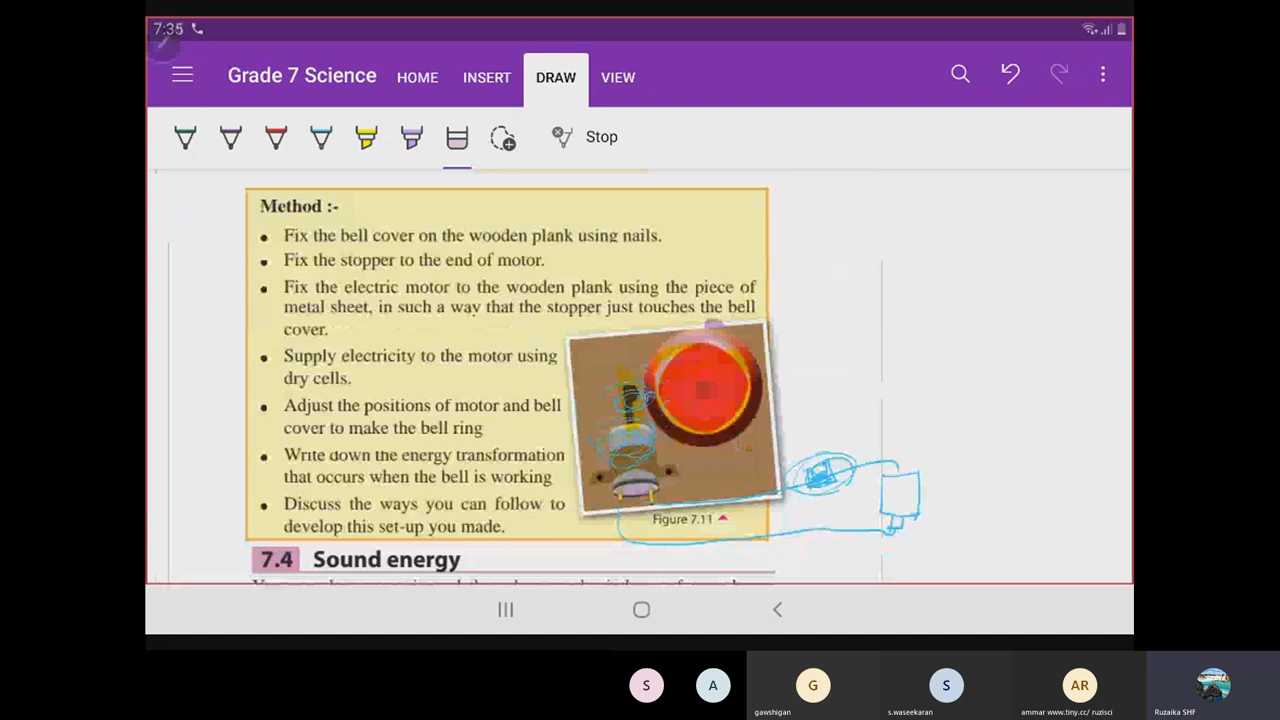 7:35
Grade 7 Science HOME INSERT DRAW VIEW
Stop
Method :-
• Fix the bell cover on the wooden plank using nails.
• Fix the stopper to the end of motor.
• Fix the electric motor to the wooden plank using the piece of
metal sheet, in such a way that the stopper just touches the bell
cover.
• Supply electricity to the motor using
dry cells.
• Adjust the positions of motor and bell
cover to make the bell ring
• Write down the energy transformation
that occurs when the bell is working
• Discuss the ways you can follow to
develop this set-up you made.
Figure 7.11
7.4 Sound energy
S A G S AR
gawshigan s.waseekaran ammar www.tiny.cc/ ruzisci Ruzaika SHF